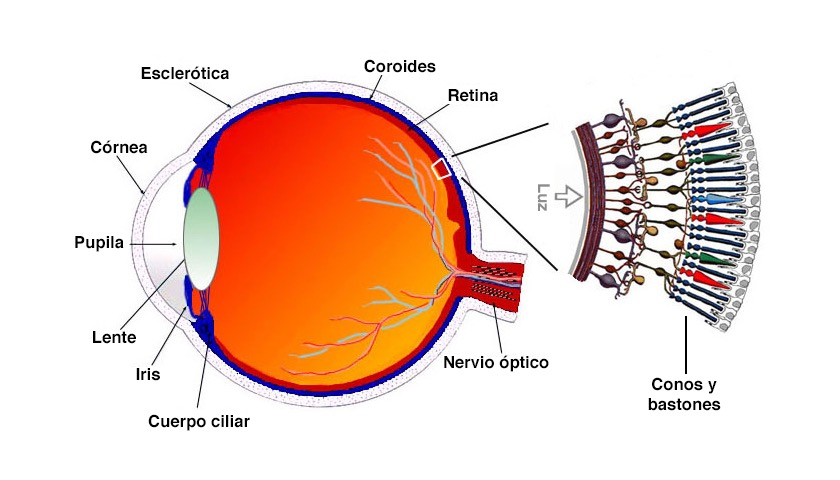 Esclerótica
Coroides
Retina
Córnea
Luz
Pupila
Lente
Iris
Nervio óptico
Cuerpo ciliar
Conos y
bastones